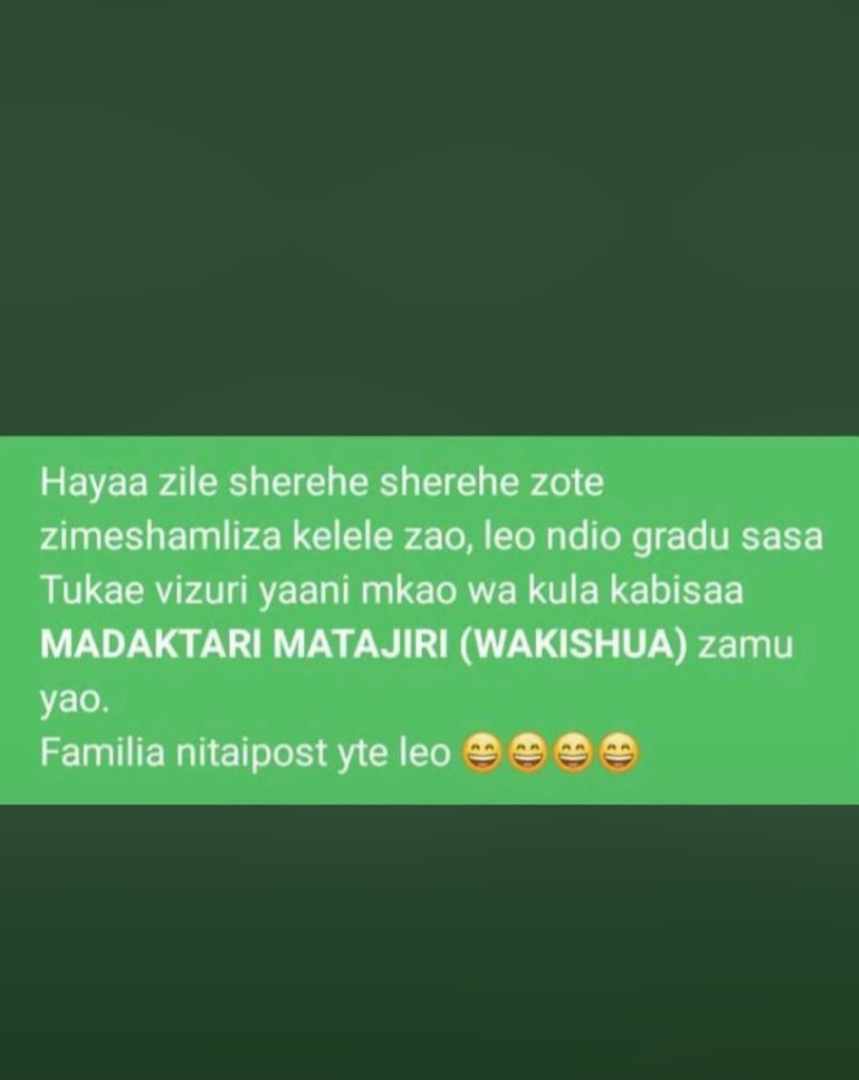 Hayaa zile sherehe sherehe zote
zimeshamliza kelele zao, leo ndio gradu sasa
Tukae vizuri yaani mkao wa kula kabisaa
MADAKTARI MATAJIRI (WAKISHUA) zamu
yao.
Familia nitaipost yte leo 😄😄😄😄